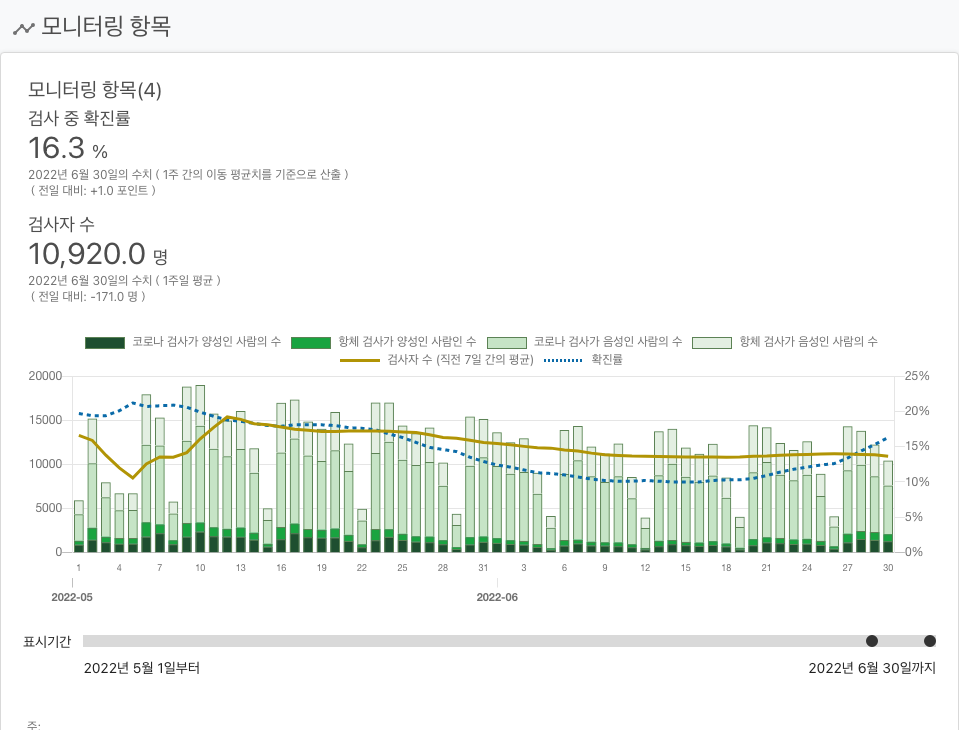 모니터링 항목
모니터링 항목(4)
검사 중 확진률
16.3 %
2022년 6월 30일의 수치 ( 1주 간의 이동 평균치를 기준으로 산출 )
( 전일 대비: +1.0 포인트 )
검사자 수
10,920.0 명
2022년 6월 30일의 수치 ( 1주일 평균 )
( 전일 대비: -171.0 명 )
코로나 검사가 양성인 사람의 수 항체 검사가 양성인 사람인 수 코로나 검사가 음성인 사람의 수 항체 검사가 음성인 사람의 수
검사자 수 (직전 7일 간의 평균) 확진률
20000 25%
20%
15000
15%
10000
10%
5000
5%
0 0%
1 4 7 10 13 16 19 22 25 28 31 3 6 9 12 15 18 21 24 27 30
2022-05 2022-06
표시기간
2022년 5월 1일부터 2022년 6월 30일까지
주: